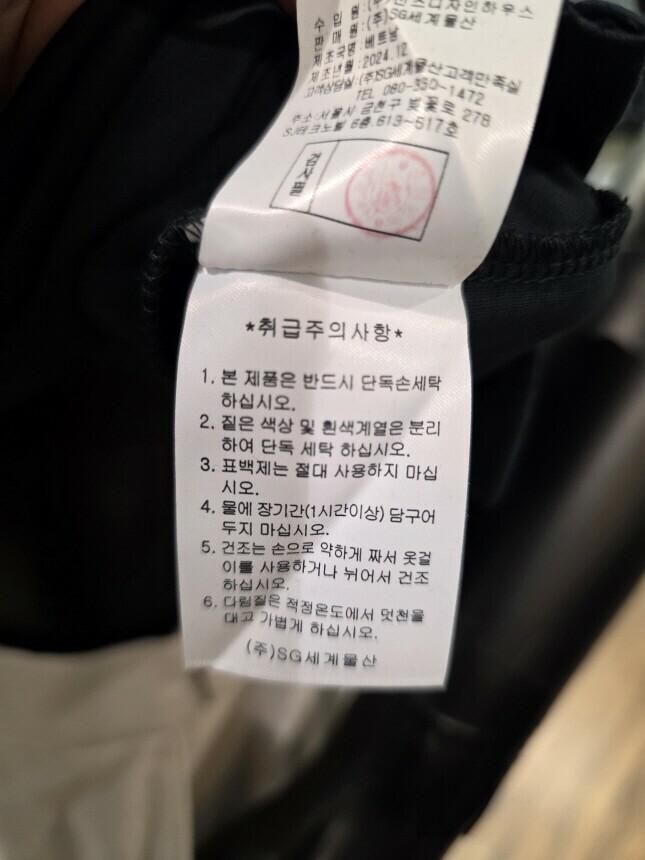 수 입 원:(주)디자인하우스
판 매 원:(주)SG세계물산
제조국명:베트남
제조년월:2024.12
고객상담실:(주)SG세계물산고객만족실
TEL 080-350-1472
주소:서울시 금천구 벚꽃로 278
SJ테크노빌 6층.613~617호
검사필
*취급주의사항*
1. 본 제품은 반드시 단독손세탁
하십시오.
2. 짙은 색상 및 흰색계열은 분리
하여 단독 세탁 하십시오.
3. 표백제는 절대 사용하지 마십
시오.
4. 물에 장기간(1시간이상) 담구어
두지 마십시오.
5. 건조는 손으로 약하게 짜서 옷걸
이를 사용하거나 뉘어서 건조
하십시오.
6. 다림질은 적정온도에서 덧천을
대고 가볍게 하십시오.
(주)SG세계물산